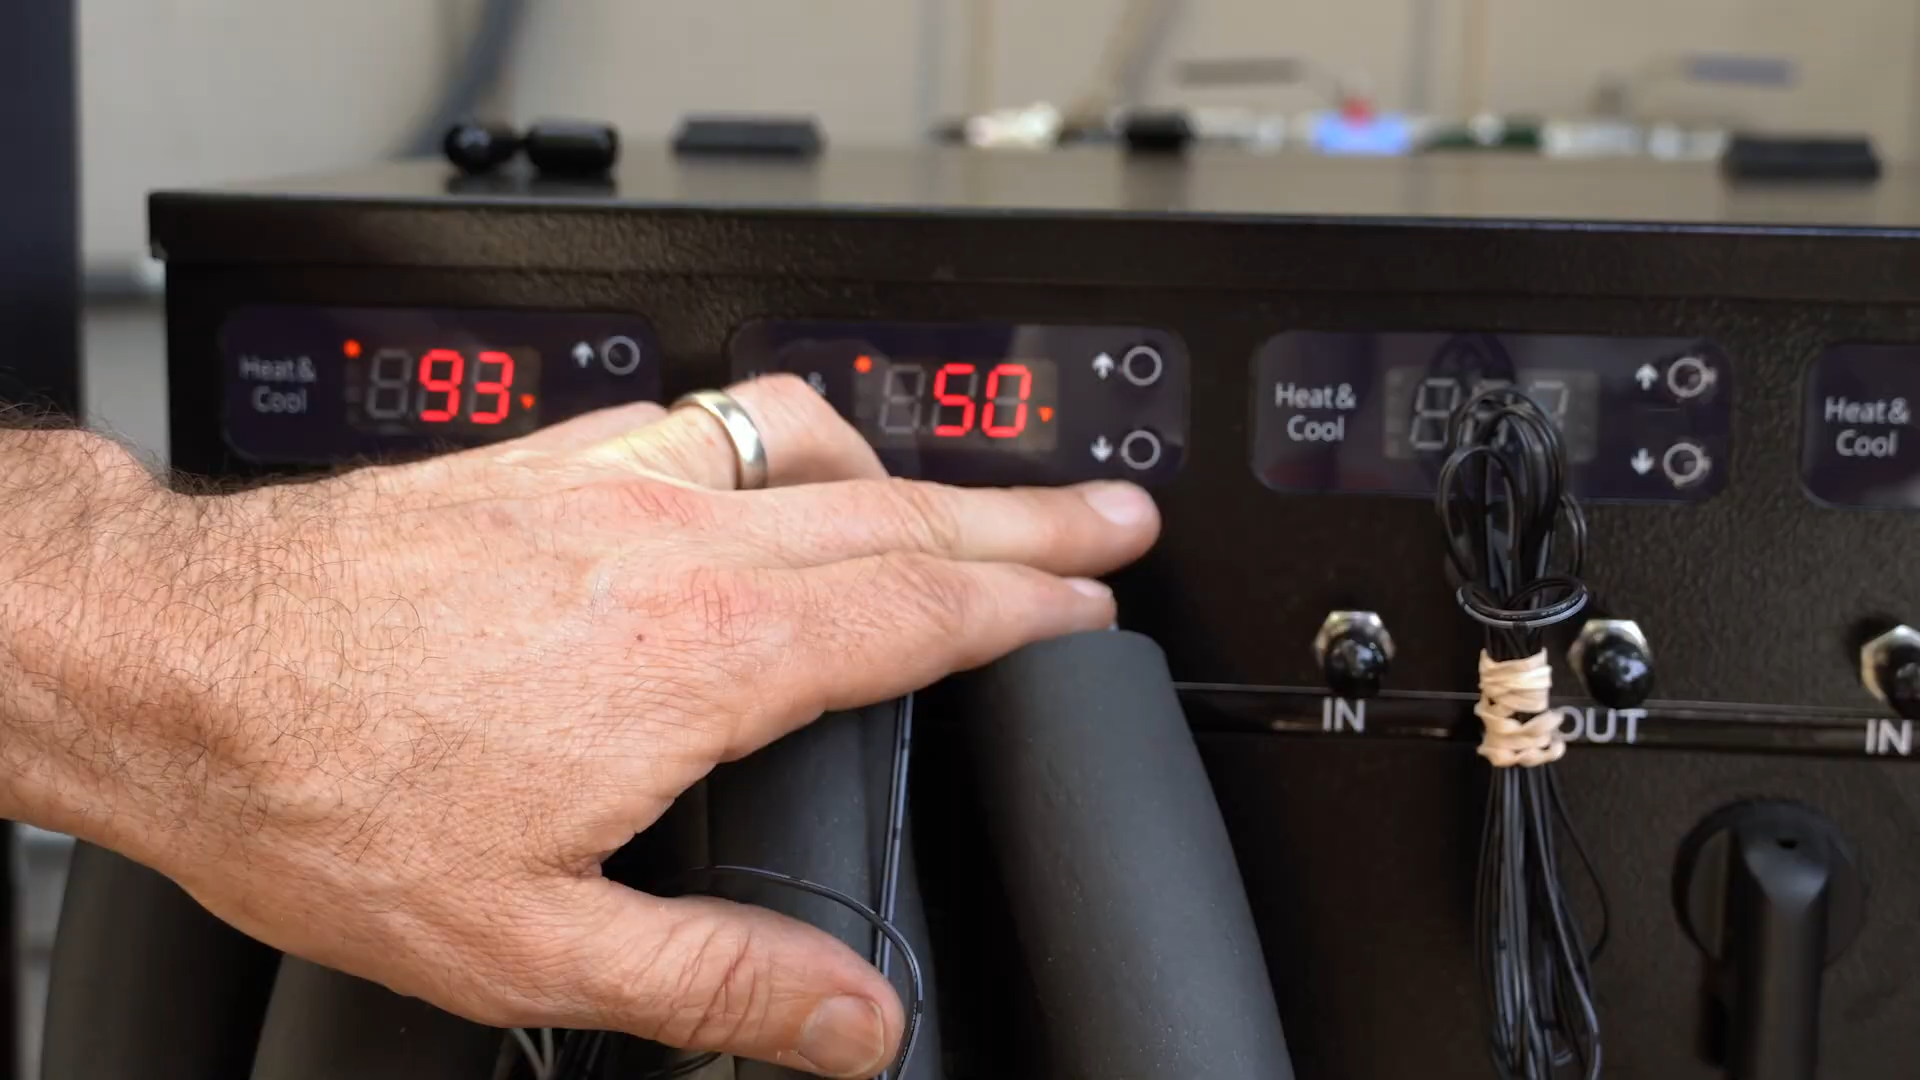 Heat &
Cool
93
&
50
Heat &
Cool
Heat &
Cool
IN
OUT
IN